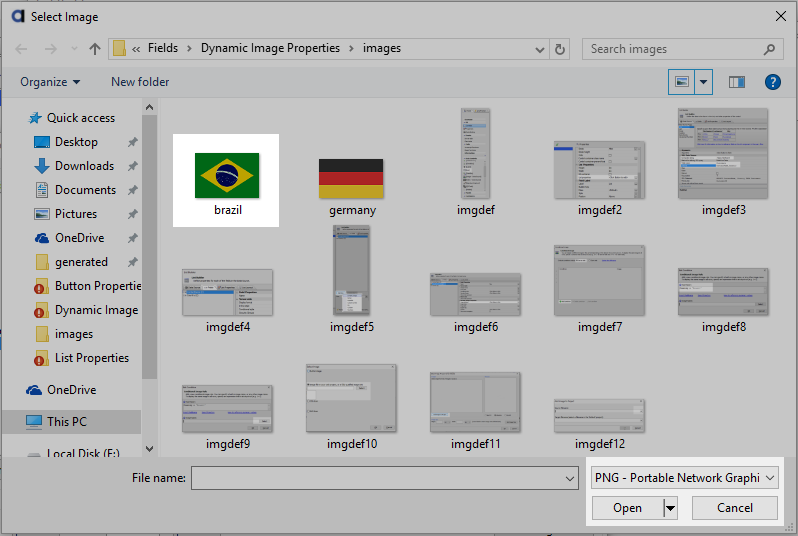 Select Image
« Fields > Dynamic Image Properties > images
Search images
Organize
New folder
Quick access
Desktop
Downloads
Documents
Pictures
OneDrive
generated
Button Propertie
Dynamic Image
images
List Properties
OneDrive
This PC
Local Disk (F:)
brazil
germany
imgdef
imgdef2
imgdef3
imgdef4
imgdef5
imgdef6
imgdef7
imgdef8
imgdef9
imgdef10
imgdef11
imgdef12
File name:
PNG - Portable Network Graphi
Open
Cancel